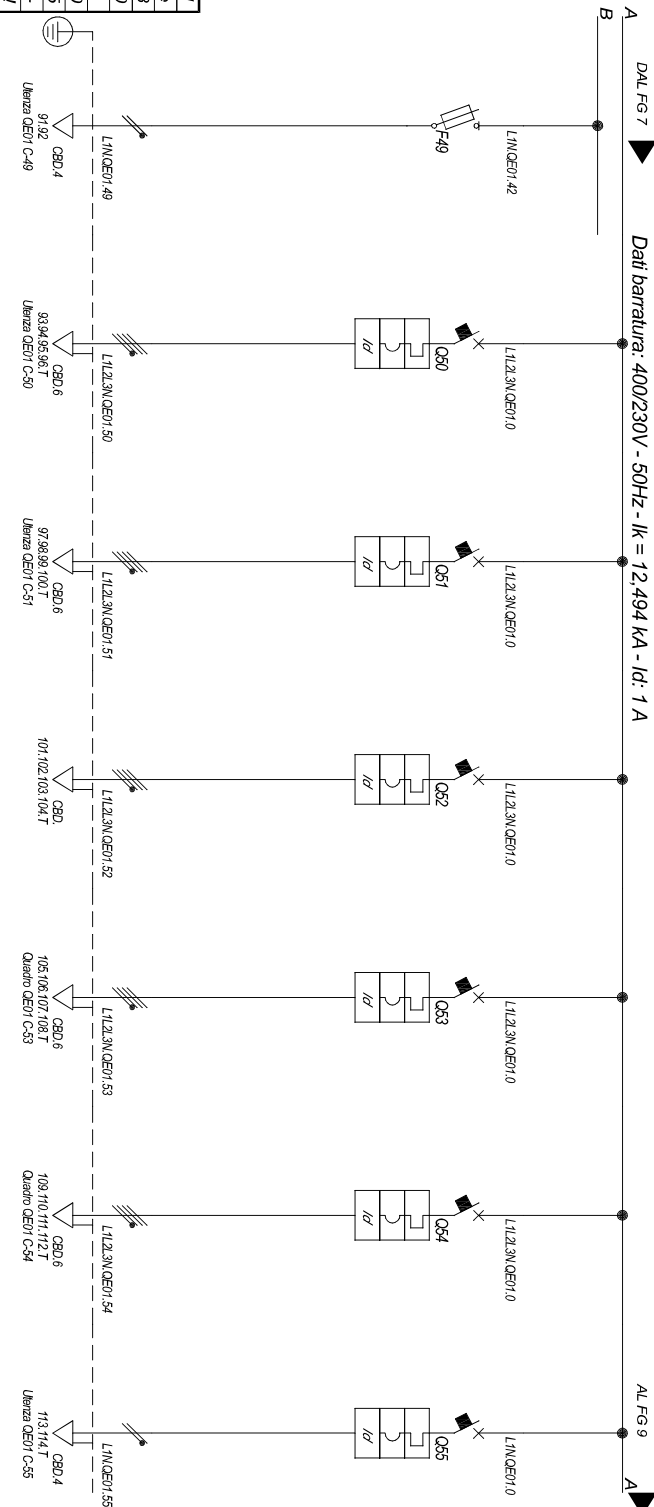 DAL FG 7
A
B
Dati barratura: 400/230V - 50Hz - Ik = 12,494 kA - Id: 1 A
AL FG 9
A
L1N.QE01.42
F49
L1N.QE01.49
CBD.4
91.92
Utenza QE01 C-49
L1L2L3N.QE01.0
Q50
Id
L1L2L3N.QE01.50
CBD.6
93.94.95.96.T
Utenza QE01 C-50
L1L2L3N.QE01.0
Q51
Id
L1L2L3N.QE01.51
CBD.6
97.98.99.100.T
Utenza QE01 C-51
L1L2L3N.QE01.0
Q52
Id
L1L2L3N.QE01.52
CBD.
101.102.103.104.T
L1L2L3N.QE01.0
Q53
Id
L1L2L3N.QE01.53
CBD.6
105.106.107.108.T
Quadro QE01 C-53
L1L2L3N.QE01.0
Q54
Id
L1L2L3N.QE01.54
CBD.6
109.110.111.112.T
Quadro QE01 C-54
L1N.QE01.0
Q55
Id
L1N.QE01.55
CBD.4
113.114.T
Utenza QE01 C-55